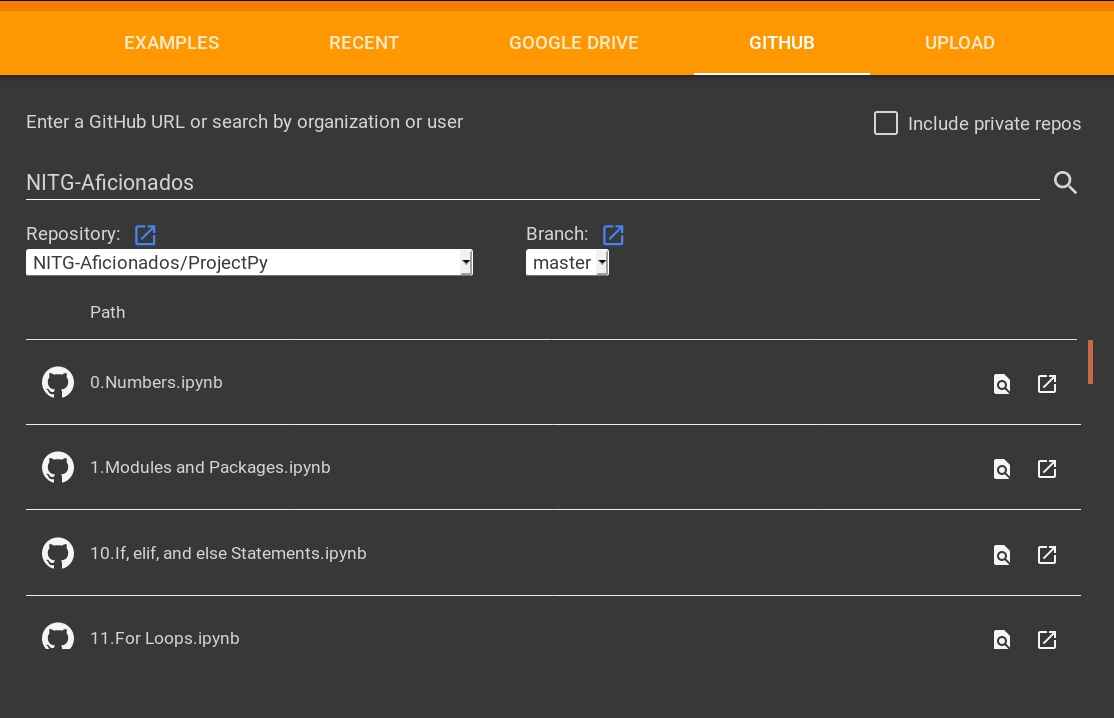 EXAMPLES RECENT GOOGLE DRIVE GITHUB UPLOAD
Enter a GitHub URL or search by organization or user Include private repos
NITG-Aficionados
Repository: Branch:
NITG-Aficionados/ProjectPy master
Path
0.Numbers.ipynb
1.Modules and Packages.ipynb
10.If, elif, and else Statements.ipynb
11.For Loops.ipynb